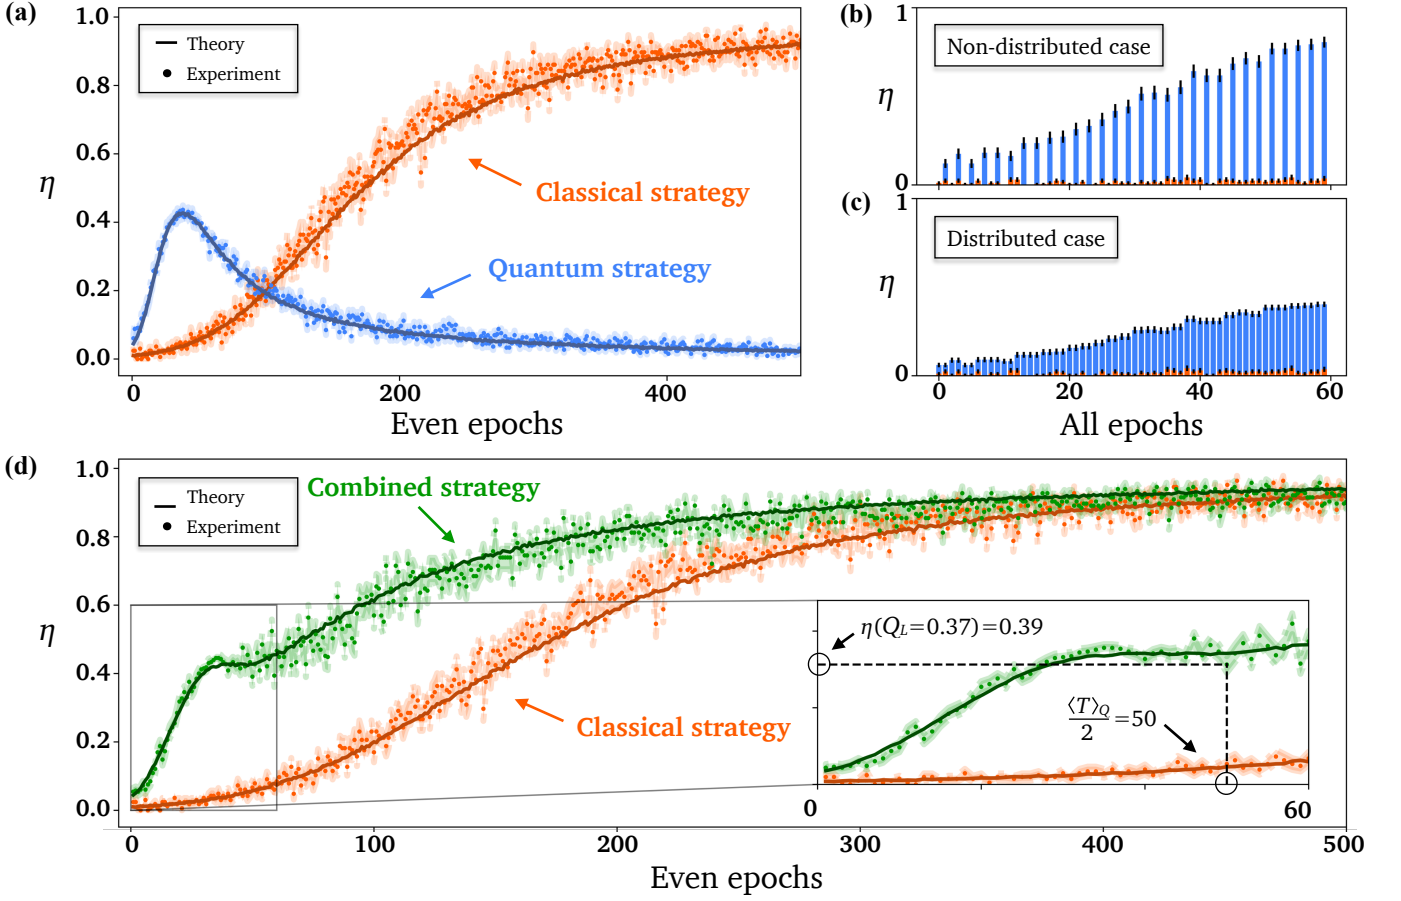 (a)
1.0
0.8
0.6
0.4
0.2
0.0
η
Theory
Experiment
Classical strategy
Quantum strategy
0
200
400
Even epochs
(b)
1
η
0
Non-distributed case
(c)
1
η
0
Distributed case
0
20
40
60
All epochs
(d)
1.0
0.8
0.6
0.4
0.2
0.0
η
Theory
Experiment
Combined strategy
Classical strategy
η(Q_L=0.37)=0.39
⟨T⟩_Q/2=50
0
60
0
100
200
300
400
500
Even epochs